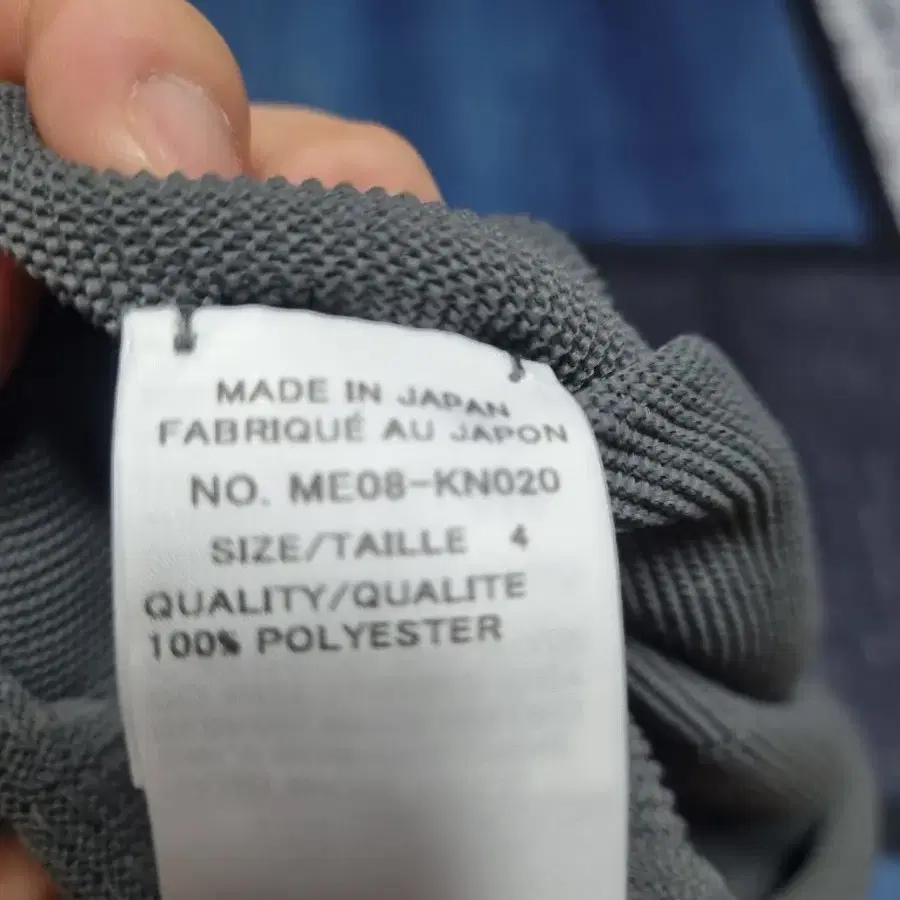 MADE IN JAPAN
FABRIQUÉ AU JAPON
NO. ME08-KN020
SIZE/TAILLE 4
QUALITY/QUALITE
100% POLYESTER